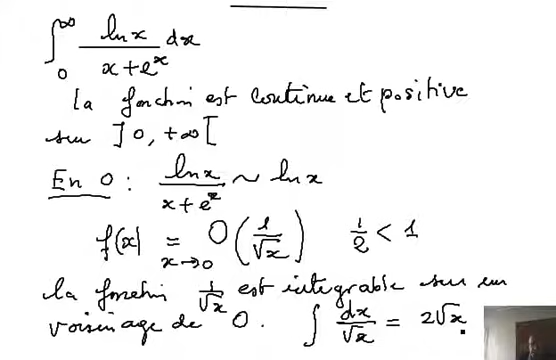 ∫₀^∞ ln x / (x + e^x) dx
la fonction est continue et positive
sur ]0, +∞[
En 0 : ln x / (x + e^x) ~ ln x
f(x) =_{x→0} O(1/√x) 1/2 < 1
la fonction 1/√x est intégrable sur un
voisinage de 0. ∫ dx/√x = 2√x.